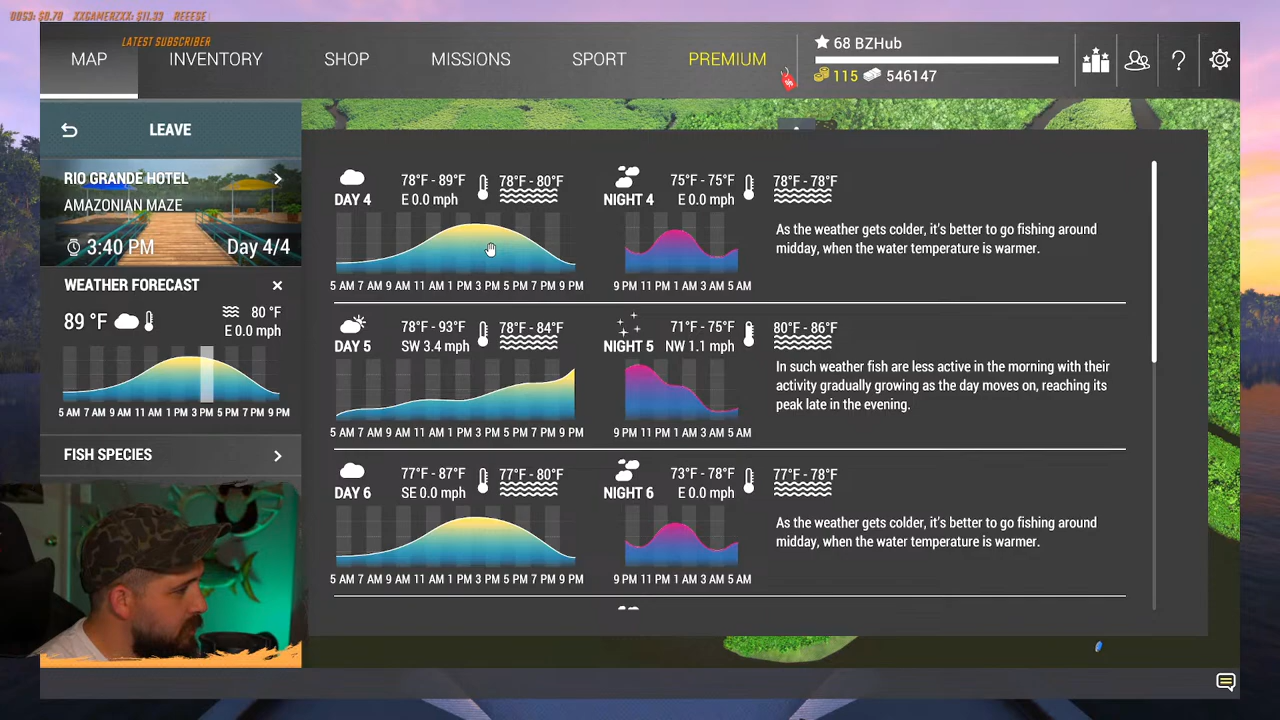 DOS3: $0.78 XXGAMERZXX: $11.33 REEESE
LATEST SUBSCRIBER
MAP
INVENTORY
SHOP
MISSIONS
SPORT
PREMIUM
%
68 BZHub
115 546147
?
LEAVE
RIO GRANDE HOTEL
AMAZONIAN MAZE
3:40 PM Day 4/4
WEATHER FORECAST
89 °F 80 °F
E 0.0 mph
5 AM 7 AM 9 AM 11 AM 1 PM 3 PM 5 PM 7 PM 9 PM
FISH SPECIES
DAY 4
78°F - 89°F 78°F - 80°F
E 0.0 mph
5 AM 7 AM 9 AM 11 AM 1 PM 3 PM 5 PM 7 PM 9 PM
NIGHT 4
75°F - 75°F 78°F - 78°F
E 0.0 mph
9 PM 11 PM 1 AM 3 AM 5 AM
As the weather gets colder, it's better to go fishing around
midday, when the water temperature is warmer.
DAY 5
78°F - 93°F 78°F - 84°F
SW 3.4 mph
5 AM 7 AM 9 AM 11 AM 1 PM 3 PM 5 PM 7 PM 9 PM
NIGHT 5
71°F - 75°F 80°F - 86°F
NW 1.1 mph
9 PM 11 PM 1 AM 3 AM 5 AM
In such weather fish are less active in the morning with their
activity gradually growing as the day moves on, reaching its
peak late in the evening.
DAY 6
77°F - 87°F 77°F - 80°F
SE 0.0 mph
5 AM 7 AM 9 AM 11 AM 1 PM 3 PM 5 PM 7 PM 9 PM
NIGHT 6
73°F - 78°F 77°F - 78°F
E 0.0 mph
9 PM 11 PM 1 AM 3 AM 5 AM
As the weather gets colder, it's better to go fishing around
midday, when the water temperature is warmer.